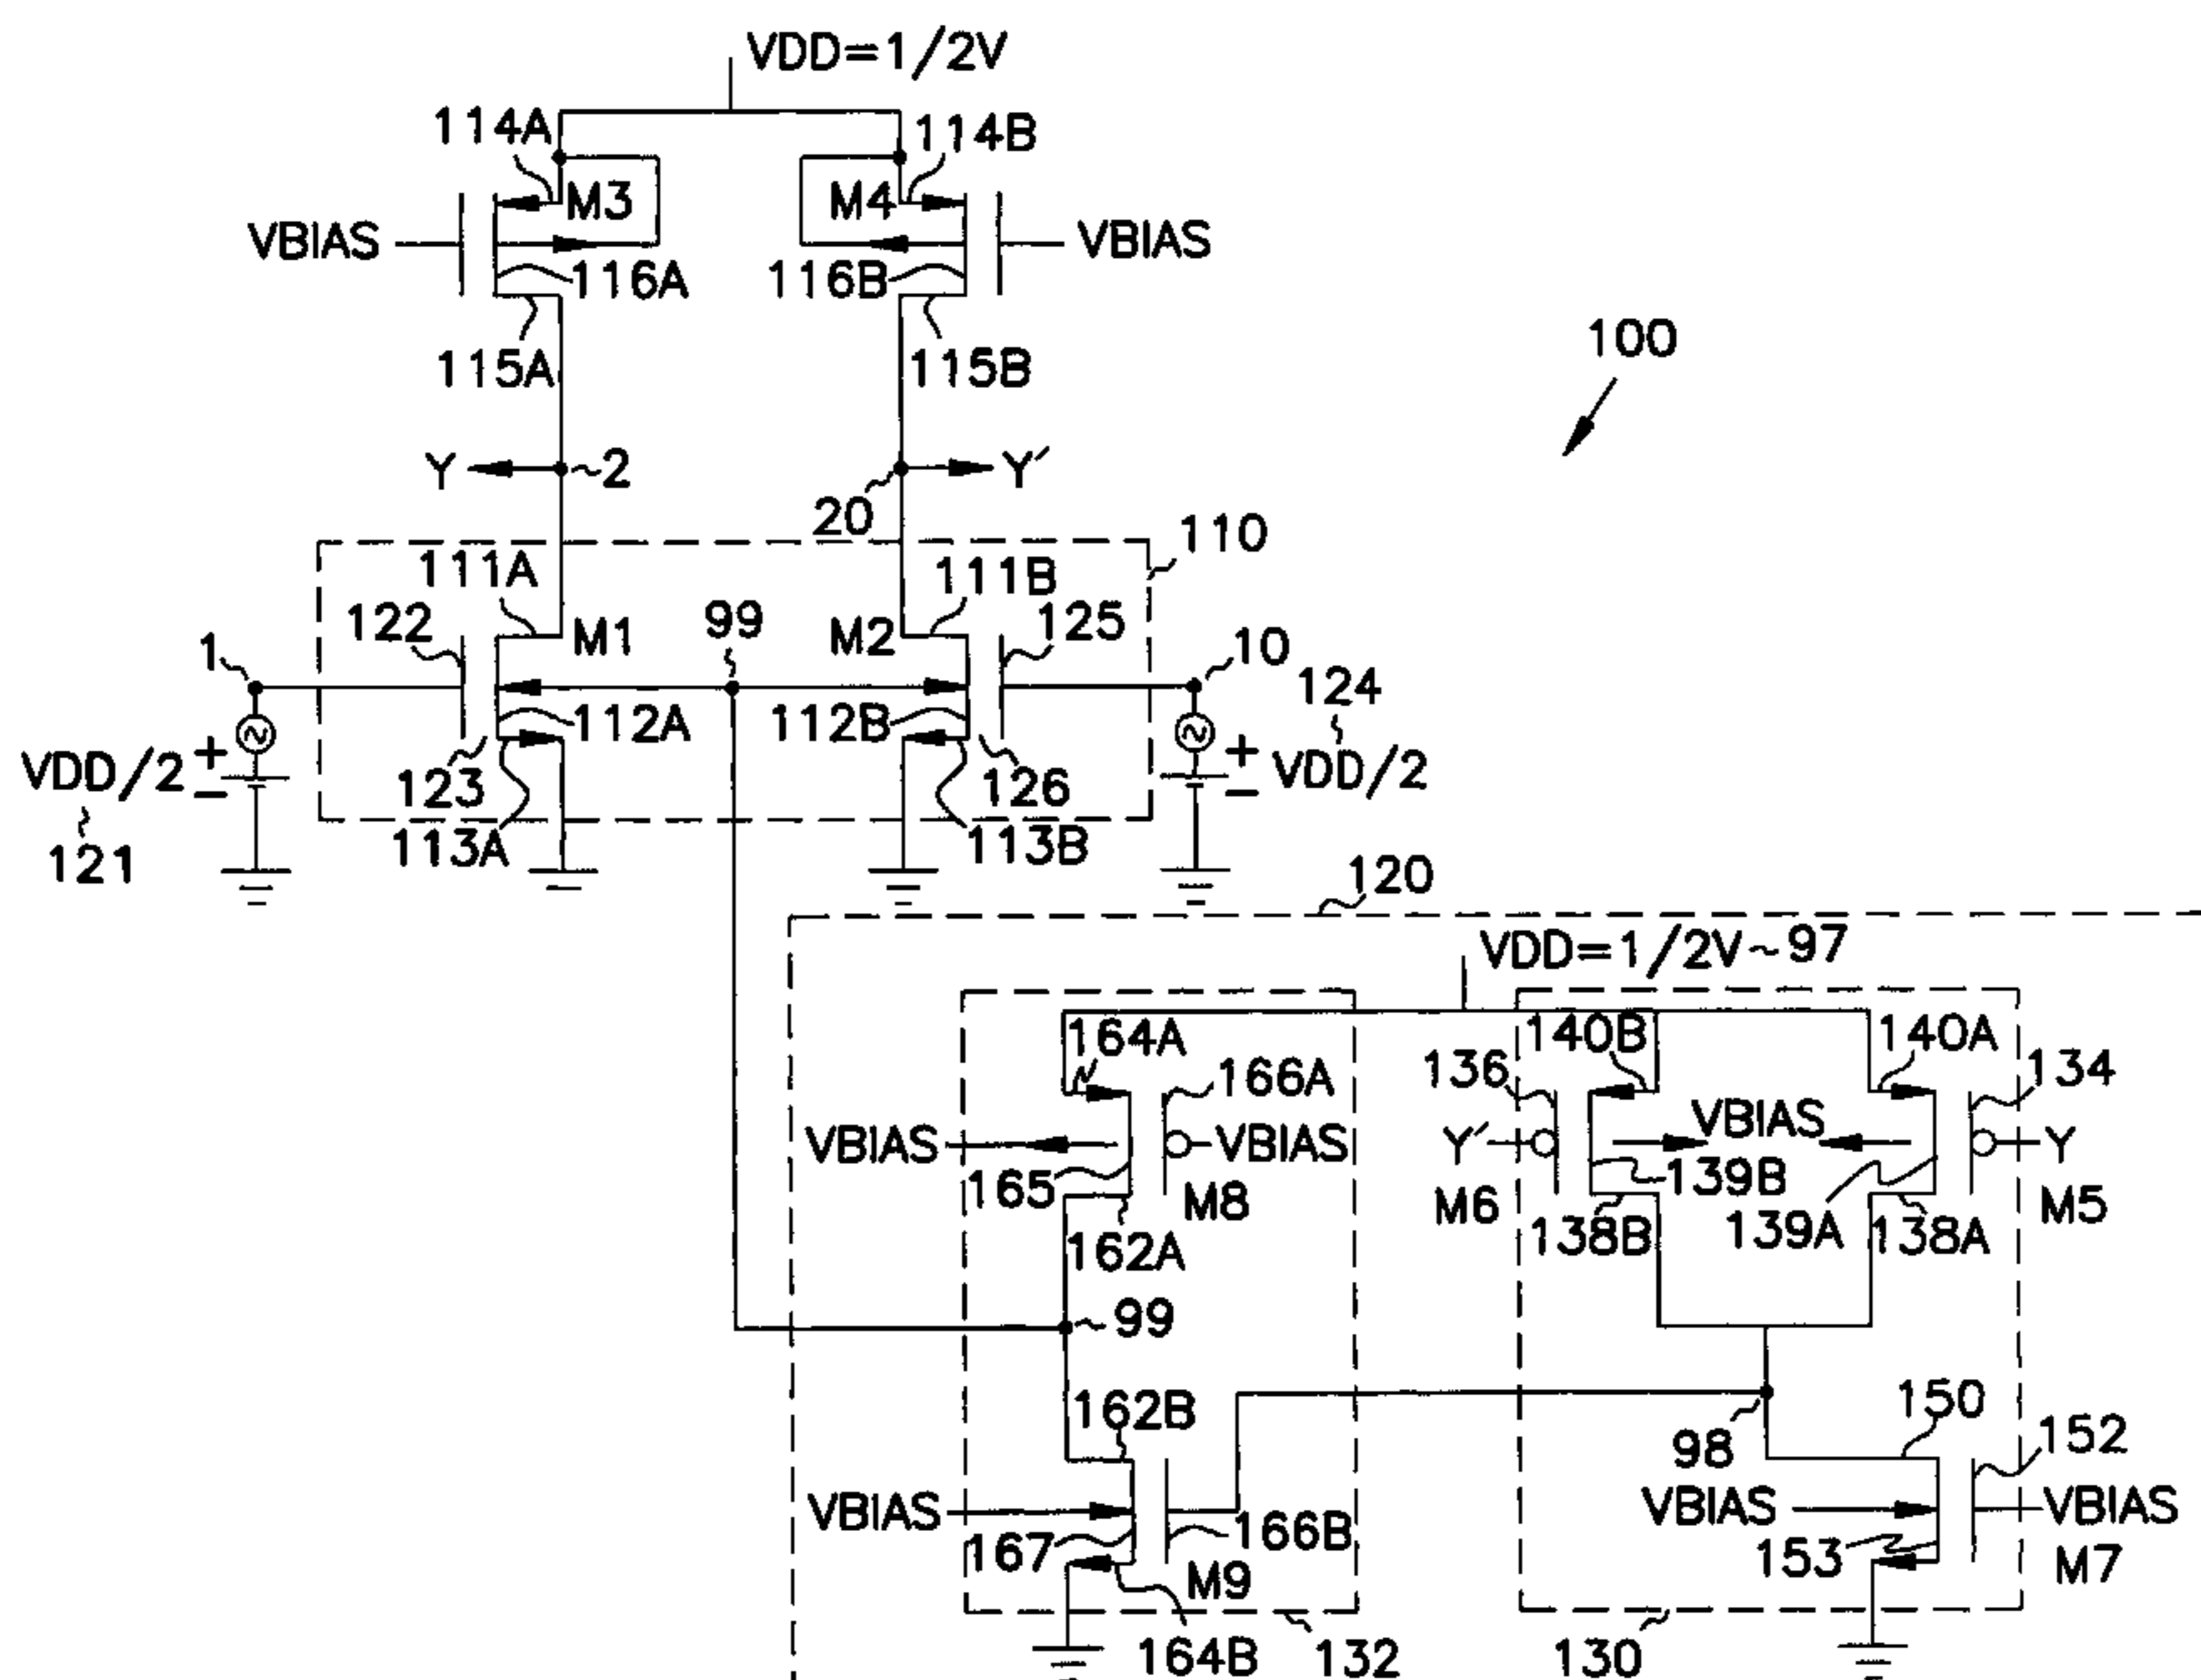 VDD=1/2V
114A
114B
M3
M4
VBIAS
VBIAS
116A
116B
115A
115B
100
Y
2
20
Y′
110
111A
111B
122
M1
99
M2
125
1
10
124
112A
112B
VDD/2
+
-
123
126
+
-
VDD/2
113A
113B
121
120
VDD=1/2V
97
164A
140B
140A
136
166A
134
VBIAS
VBIAS
Y′
VBIAS
Y
165
139B
M8
M6
M5
162A
138B
139A
138A
99
162B
150
98
152
VBIAS
VBIAS
VBIAS
167
166B
153
M9
M7
164B
132
130